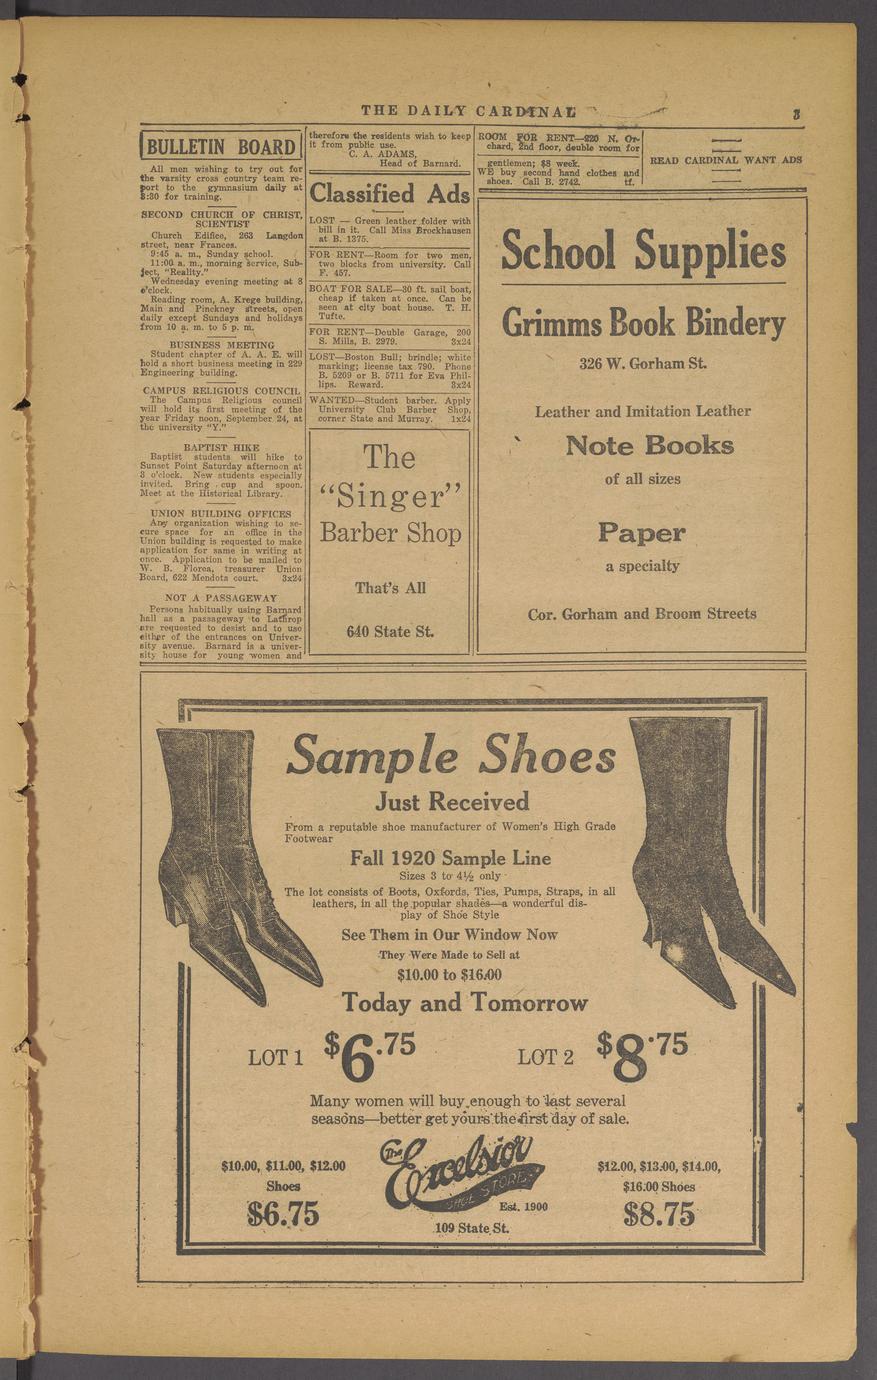 THE DAILY CARDINAL
3
BULLETIN BOARD
All men wishing to try out for
the varsity cross country team re-
port to the gymnasium daily at
3:30 for training.
SECOND CHURCH OF CHRIST,
SCIENTIST
Church Edifice, 263 Langdon
street, near Frances.
9:45 a. m., Sunday school.
11:00 a. m., morning service, Sub-
ject, "Reality."
Wednesday evening meeting at 8
o'clock.
Reading room, A. Krege building,
Main and Pinckney streets, open
daily except Sundays and holidays
from 10 a. m. to 5 p. m.
BUSINESS MEETING
Student chapter of A. A. E. will
hold a short business meeting in 229
Engineering building.
CAMPUS RELIGIOUS COUNCIL
The Campus Religious council
will hold its first meeting of the
year Friday noon, September 24, at
the university "Y."
BAPTIST HIKE
Baptist students will hike to
Sunset Point Saturday afternoon at
3 o'clock. New students especially
invited. Bring cup and spoon.
Meet at the Historical Library.
UNION BUILDING OFFICES
Any organization wishing to se-
cure space for an office in the
Union building is requested to make
application for same in writing at
once. Application to be mailed to
W. B. Florea, treasurer Union
Board, 622 Mendota court. 3x24
NOT A PASSAGEWAY
Persons habitually using Barnard
hall as a passageway to Lathrop
are requested to desist and to use
either of the entrances on Univer-
sity avenue. Barnard is a univer-
sity house for young women and
therefore the residents wish to keep
it from public use.
C. A. ADAMS,
Head of Barnard.
Classified Ads
LOST — Green leather folder with
bill in it. Call Miss Brockhausen
at B. 1375.
FOR RENT—Room for two men,
two blocks from university. Call
F. 457.
BOAT FOR SALE—30 ft. sail boat,
cheap if taken at once. Can be
seen at city boat house. T. H.
Tufte.
FOR RENT—Double Garage, 200
S. Mills, B. 2979. 3x24
LOST—Boston Bull; brindle; white
marking; license tax 790. Phone
B. 5209 or B. 5711 for Eva Phil-
lips. Reward. 3x24
WANTED—Student barber. Apply
University Club Barber Shop,
corner State and Murray. 1x24
The
"Singer"
Barber Shop
That's All
640 State St.
ROOM FOR RENT—220 N. Or-
chard, 2nd floor, double room for
gentlemen; $8 week.
WE buy second hand clothes and
shoes. Call B. 2742. tf.
READ CARDINAL WANT ADS
School Supplies
Grimms Book Bindery
326 W. Gorham St.
Leather and Imitation Leather
Note Books
of all sizes
Paper
a specialty
Cor. Gorham and Broom Streets
Sample Shoes
Just Received
From a reputable shoe manufacturer of Women's High Grade
Footwear
Fall 1920 Sample Line
Sizes 3 to 4½ only
The lot consists of Boots, Oxfords, Ties, Pumps, Straps, in all
leathers, in all the popular shades—a wonderful dis-
play of Shoe Style
See Them in Our Window Now
They Were Made to Sell at
$10.00 to $16.00
Today and Tomorrow
LOT 1 $6.75 LOT 2 $8.75
Many women will buy enough to last several
seasons—better get yours the first day of sale.
$10.00, $11.00, $12.00
Shoes
$6.75
The Excelsior
SHOE STORE
Est. 1900
109 State St.
$12.00, $13.00, $14.00,
$16.00 Shoes
$8.75